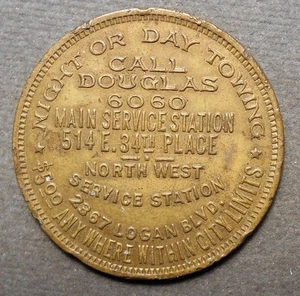 NIGHT OR DAY TOWING
CALL
DOUGLAS
6060
MAIN SERVICE STATION
514 E. 34TH PLACE
NORTH WEST
SERVICE STATION
2367 LOGAN BLVD.
$5.00 ANY WHERE WITHIN CITY LIMITS